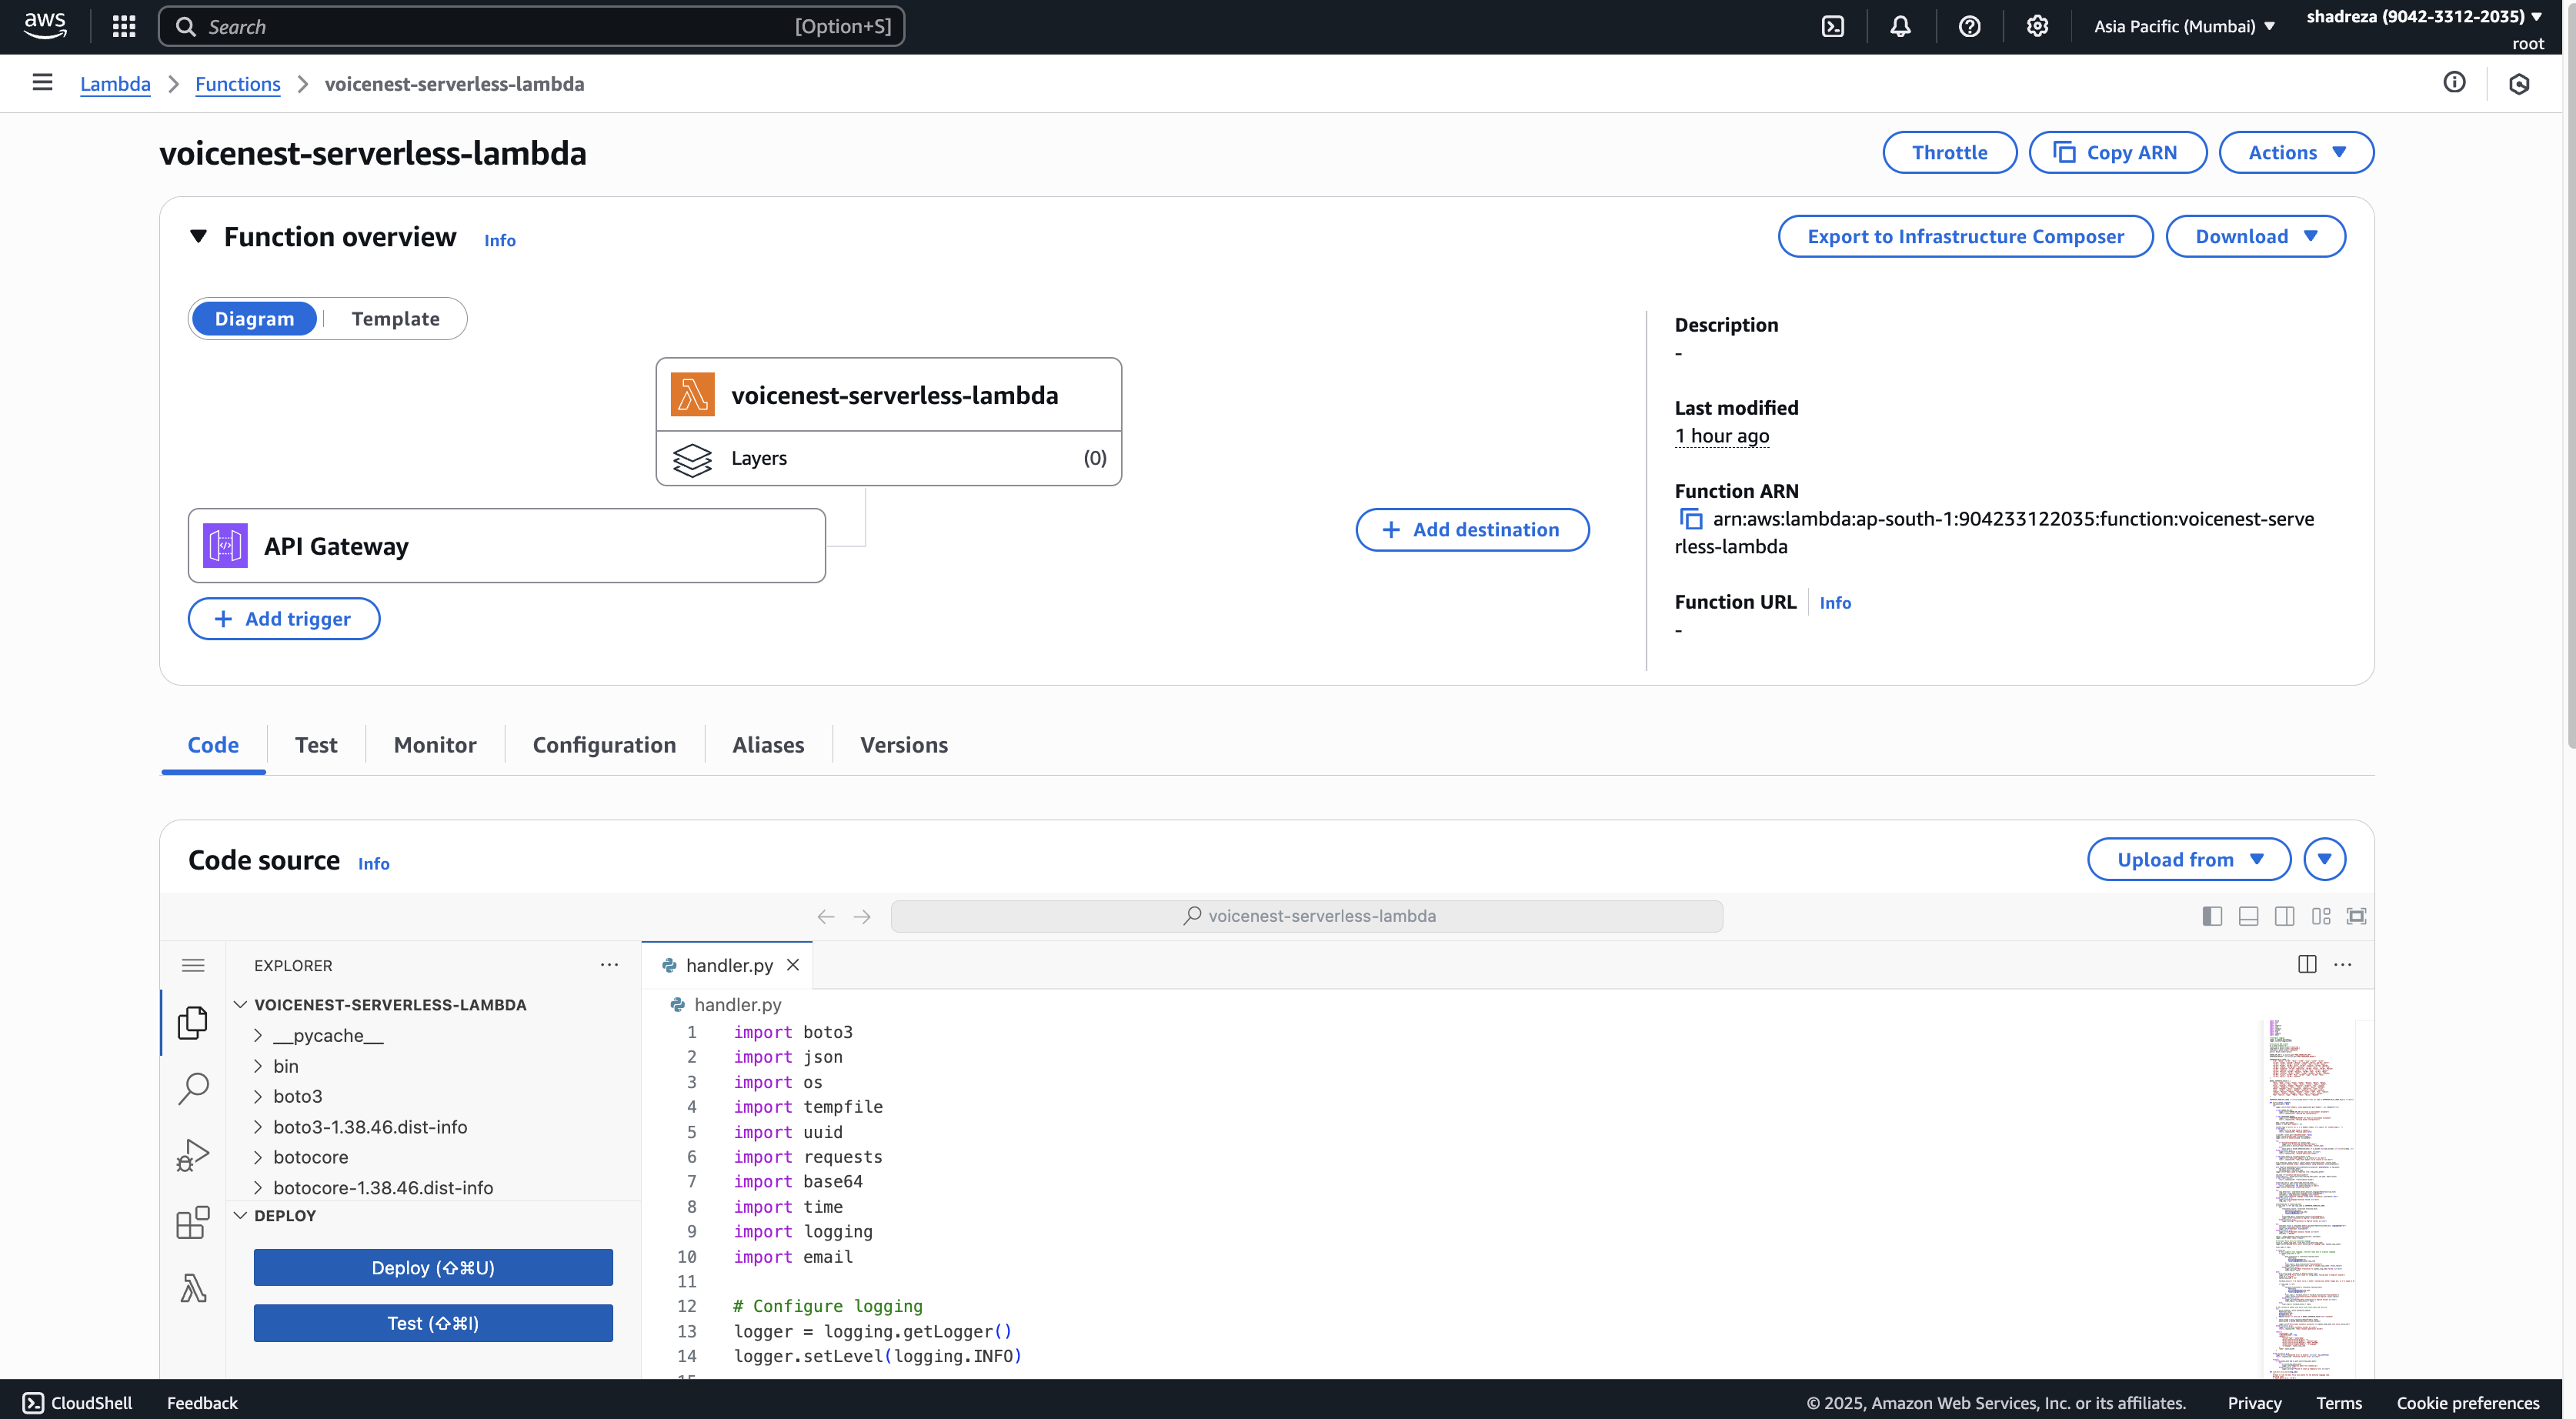 aws
Search [Option+S]
Asia Pacific (Mumbai)
shadreza (9042-3312-2035)
root
Lambda
Functions
voicenest-serverless-lambda
voicenest-serverless-lambda
Throttle
Copy ARN
Actions
Function overview
Info
Export to Infrastructure Composer
Download
Diagram
Template
voicenest-serverless-lambda
Layers (0)
API Gateway
Add trigger
Add destination
Description
-
Last modified
1 hour ago
Function ARN
arn:aws:lambda:ap-south-1:904233122035:function:voicenest-serve
rless-lambda
Function URL
Info
-
Code
Test
Monitor
Configuration
Aliases
Versions
Code source
Info
Upload from
voicenest-serverless-lambda
EXPLORER
VOICENEST-SERVERLESS-LAMBDA
__pycache__
bin
boto3
boto3-1.38.46.dist-info
botocore
botocore-1.38.46.dist-info
DEPLOY
Deploy (⇧⌘U)
Test (⇧⌘I)
handler.py
handler.py
1 import boto3
2 import json
3 import os
4 import tempfile
5 import uuid
6 import requests
7 import base64
8 import time
9 import logging
10 import email
11
12 # Configure logging
13 logger = logging.getLogger()
14 logger.setLevel(logging.INFO)
CloudShell
Feedback
© 2025, Amazon Web Services, Inc. or its affiliates.
Privacy
Terms
Cookie preferences